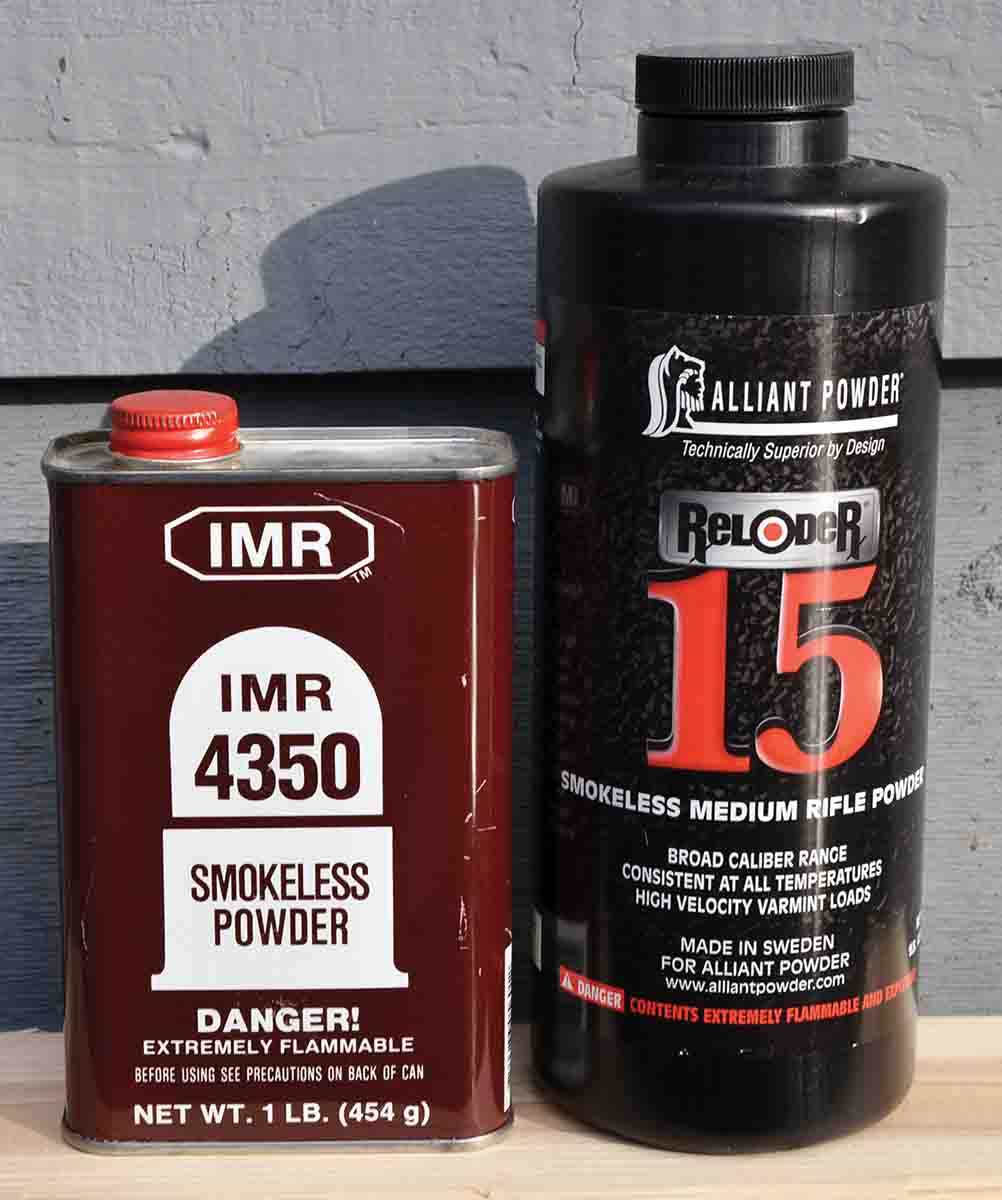 IMR
TM
IMR
4350
SMOKELESS
POWDER
DANGER!
EXTREMELY FLAMMABLE
BEFORE USING SEE PRECAUTIONS ON BACK OF CAN
NET WT. 1 LB. (454 g)
ALLIANT POWDER
Technically Superior by Design
RELODER
15
SMOKELESS MEDIUM RIFLE POWDER
BROAD CALIBER RANGE
CONSISTENT AT ALL TEMPERATURES
HIGH VELOCITY VARMINT LOADS
MADE IN SWEDEN
FOR ALLIANT POWDER
www.alliantpowder.com
DANGER CONTENTS EXTREMELY FLAMMABLE AND